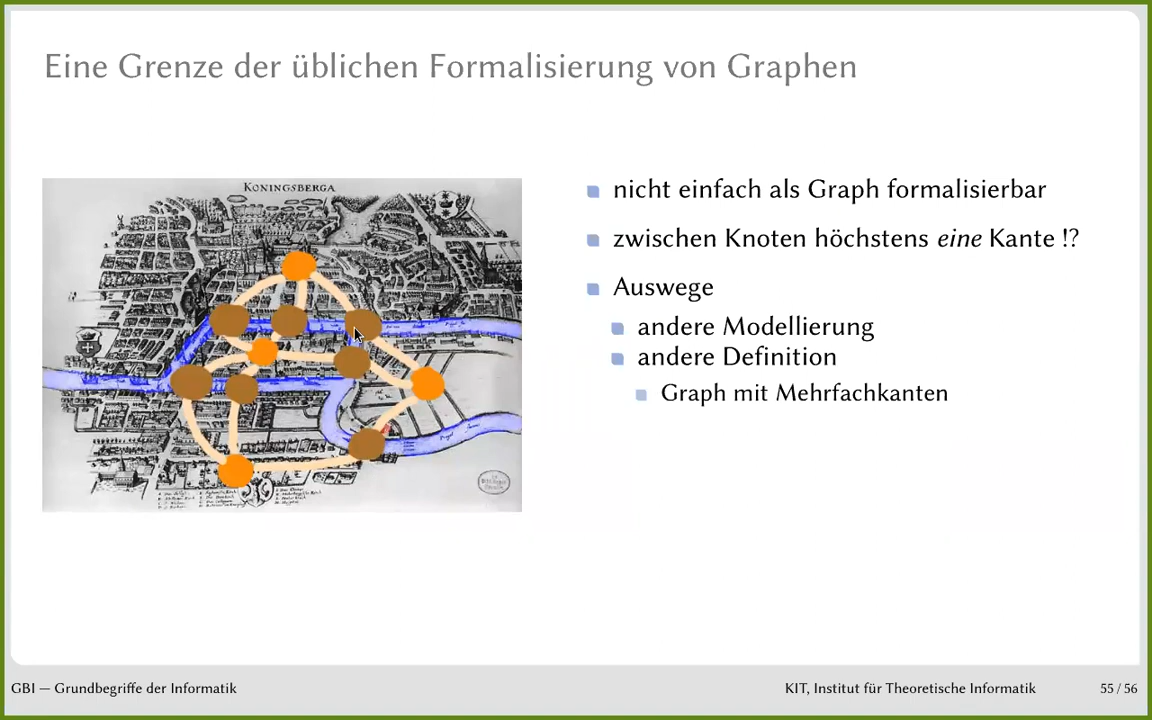 Eine Grenze der üblichen Formalisierung von Graphen
KONINGSBERGA
nicht einfach als Graph formalisierbar
zwischen Knoten höchstens eine Kante !?
Auswege
andere Modellierung
andere Definition
Graph mit Mehrfachkanten
GBI — Grundbegriffe der Informatik
KIT, Institut für Theoretische Informatik
55 / 56